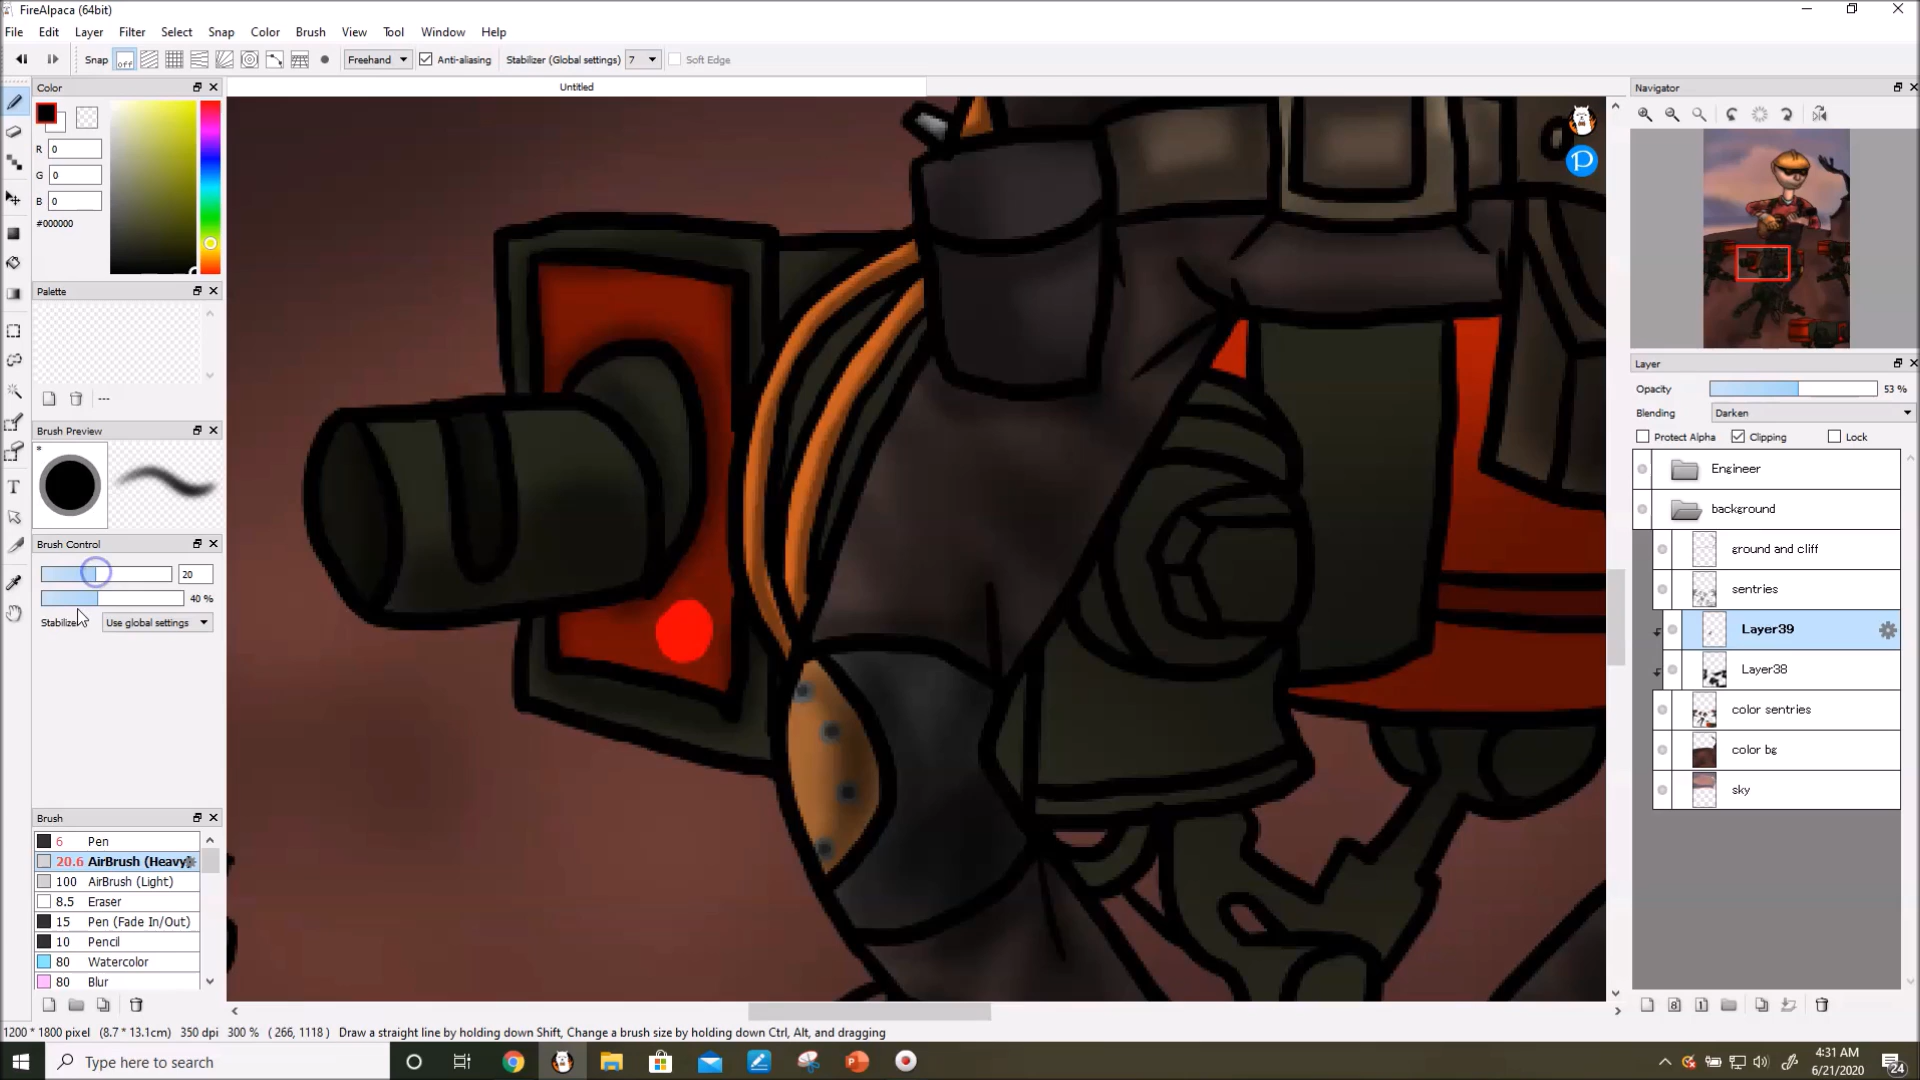 FireAlpaca (64bit)
File Edit Layer Filter Select Snap Color Brush View Tool Window Help
Snap off Freehand Anti-aliasing Stabilizer (Global settings) 7 Soft Edge
Color
Untitled
Navigator
R 0
G 0
B 0
#000000
Palette
---
Brush Preview
*
Brush Control
20
40 %
Stabilizer Use global settings
Brush
6 Pen
20.6 AirBrush (Heavy)
100 AirBrush (Light)
8.5 Eraser
15 Pen (Fade In/Out)
10 Pencil
80 Watercolor
80 Blur
P
Layer
Opacity 53 %
Blending Darken
Protect Alpha Clipping Lock
Engineer
background
ground and cliff
sentries
Layer39
Layer38
color sentries
color bg
sky
1200 * 1800 pixel (8.7 * 13.1cm) 350 dpi 300 % ( 266, 1118 ) Draw a straight line by holding down Shift, Change a brush size by holding down Ctrl, Alt, and dragging
Type here to search
4:31 AM
6/21/2020
24